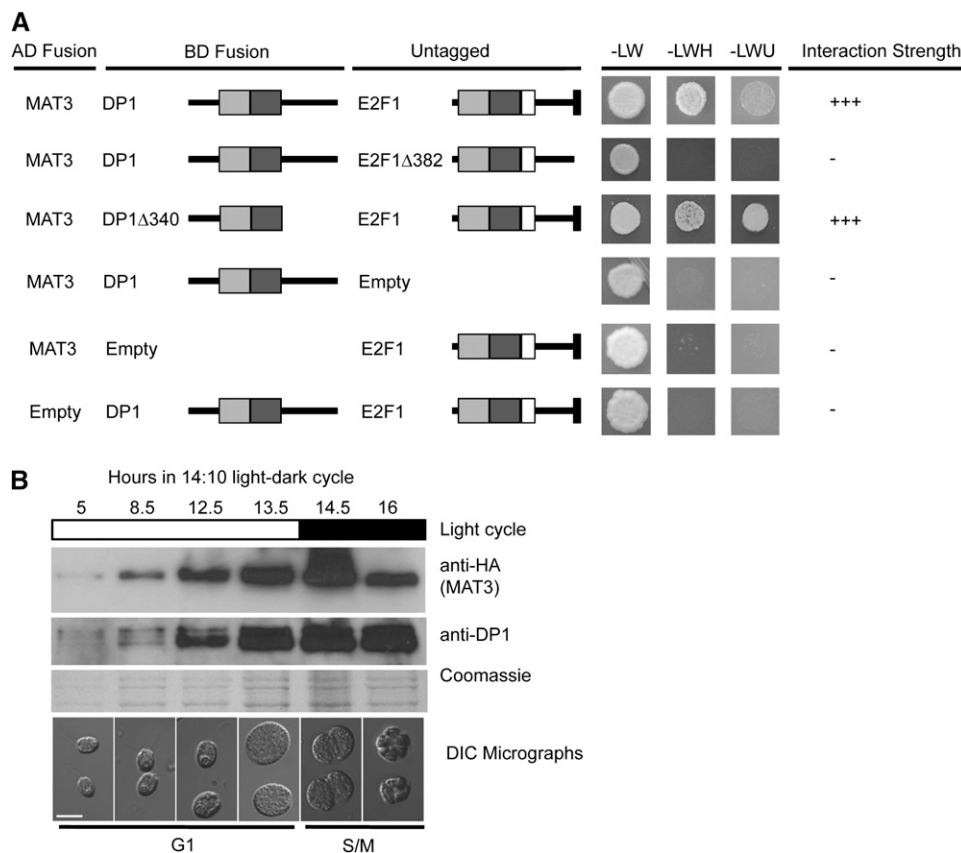 A
AD Fusion BD Fusion Untagged -LW -LWH -LWU Interaction Strength
MAT3 DP1 E2F1 +++
MAT3 DP1 E2F1Δ382 -
MAT3 DP1Δ340 E2F1 +++
MAT3 DP1 Empty -
MAT3 Empty E2F1 -
Empty DP1 E2F1 -
B
Hours in 14:10 light-dark cycle
5 8.5 12.5 13.5 14.5 16
Light cycle
anti-HA
(MAT3)
anti-DP1
Coomassie
DIC Micrographs
G1 S/M